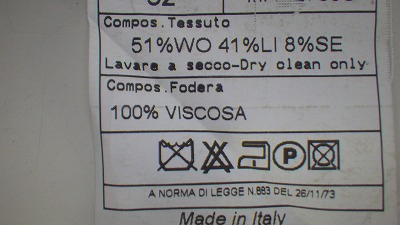 52
Compos.Tessuto
51%WO 41%LI 8%SE
Lavare a secco-Dry clean only
Compos.Fodera
100% VISCOSA
P
A NORMA DI LEGGE N.883 DEL 26/11/73
Made in Italy